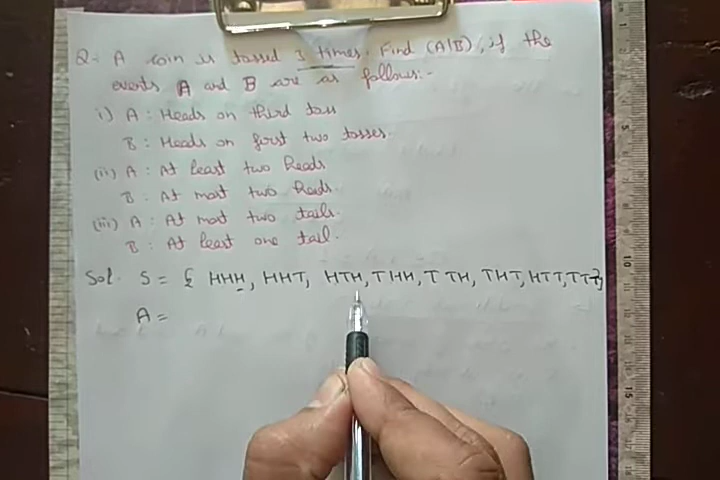 Q:- A coin is tossed 3 times. Find (A|B), if the
events A and B are as follows:-
i) A: Heads on third toss
B: Heads on first two tosses.
(ii) A: At least two heads
B: At most two heads.
(iii) A: At most two tails.
B: At least one tail.
Sol. S = { HHH, HHT, HTH, THH, TTH, THT, HTT, TTT},
A =